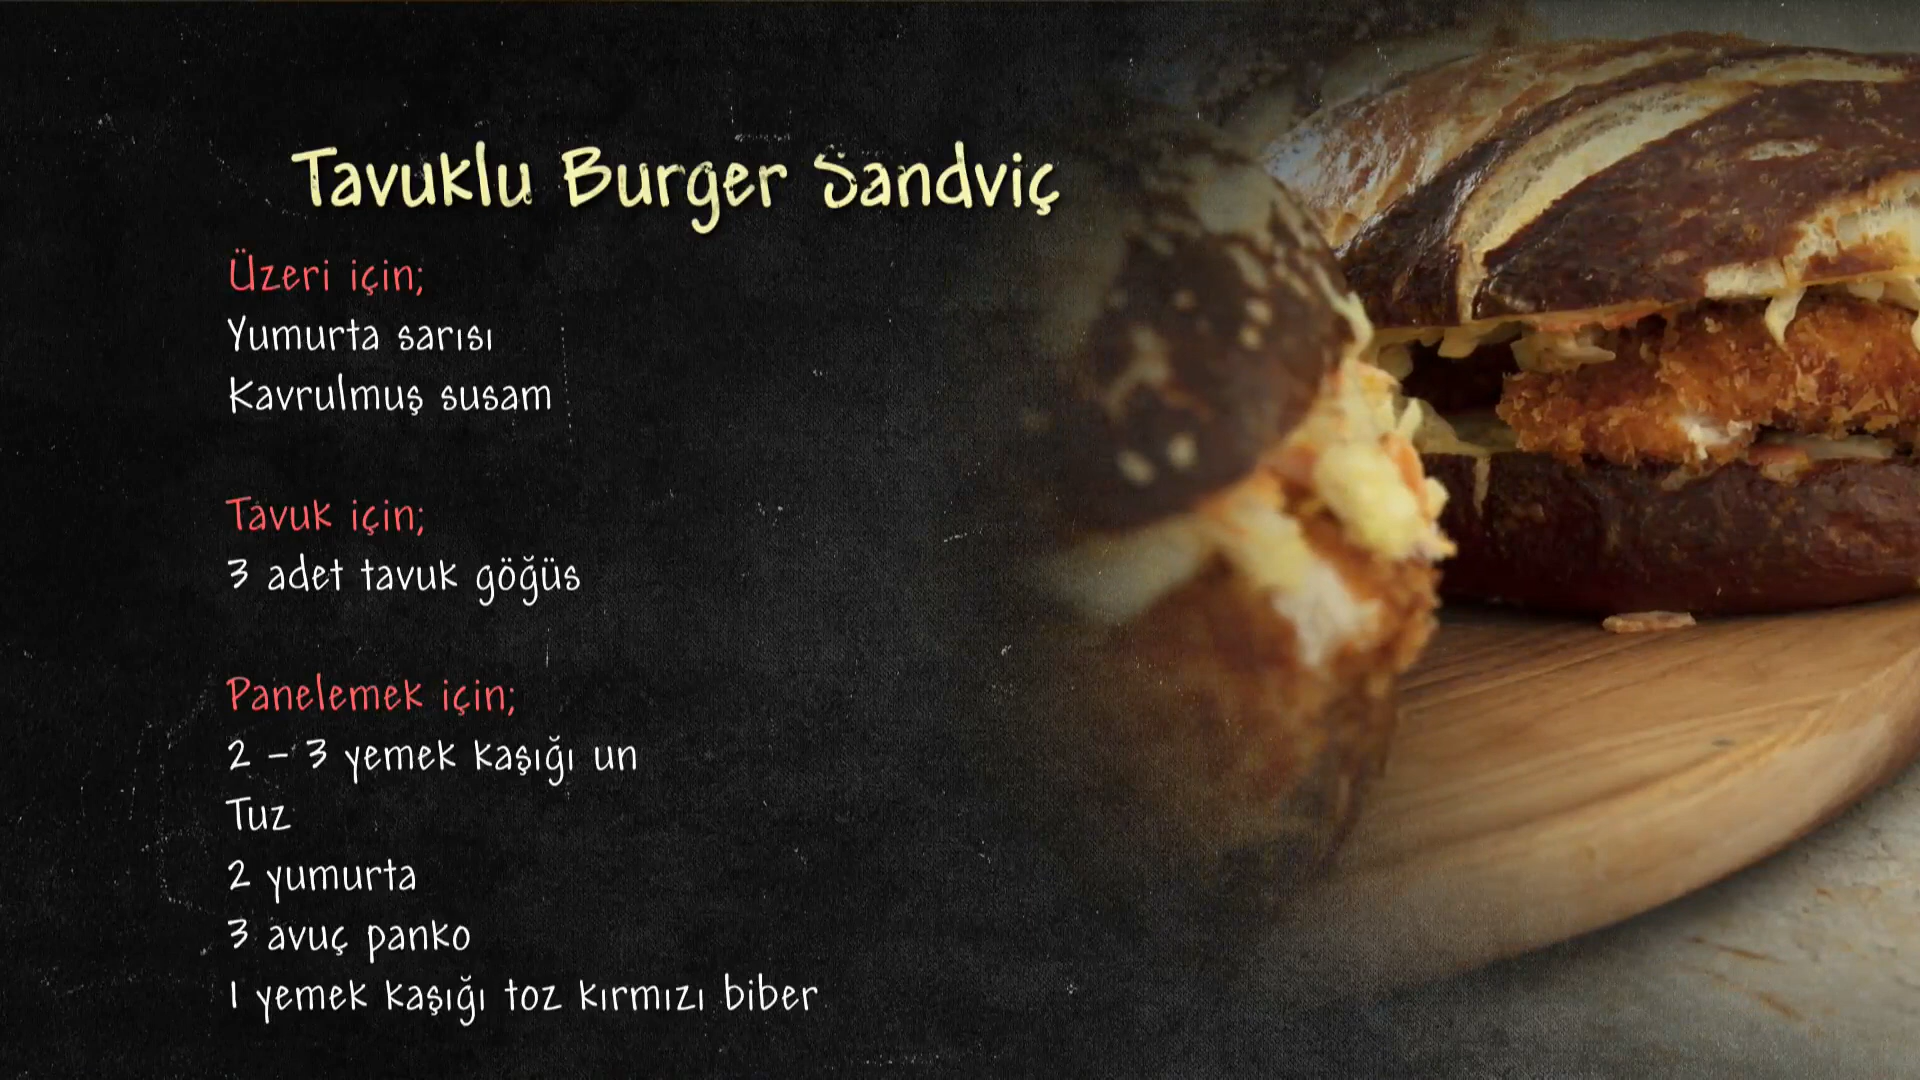 Tavuklu Burger Sandviç
Üzeri için;
Yumurta sarısı
Kavrulmuş susam
Tavuk için;
3 adet tavuk göğüs
Panelemek için;
2 - 3 yemek kaşığı un
Tuz
2 yumurta
3 avuç panko
1 yemek kaşığı toz kırmızı biber